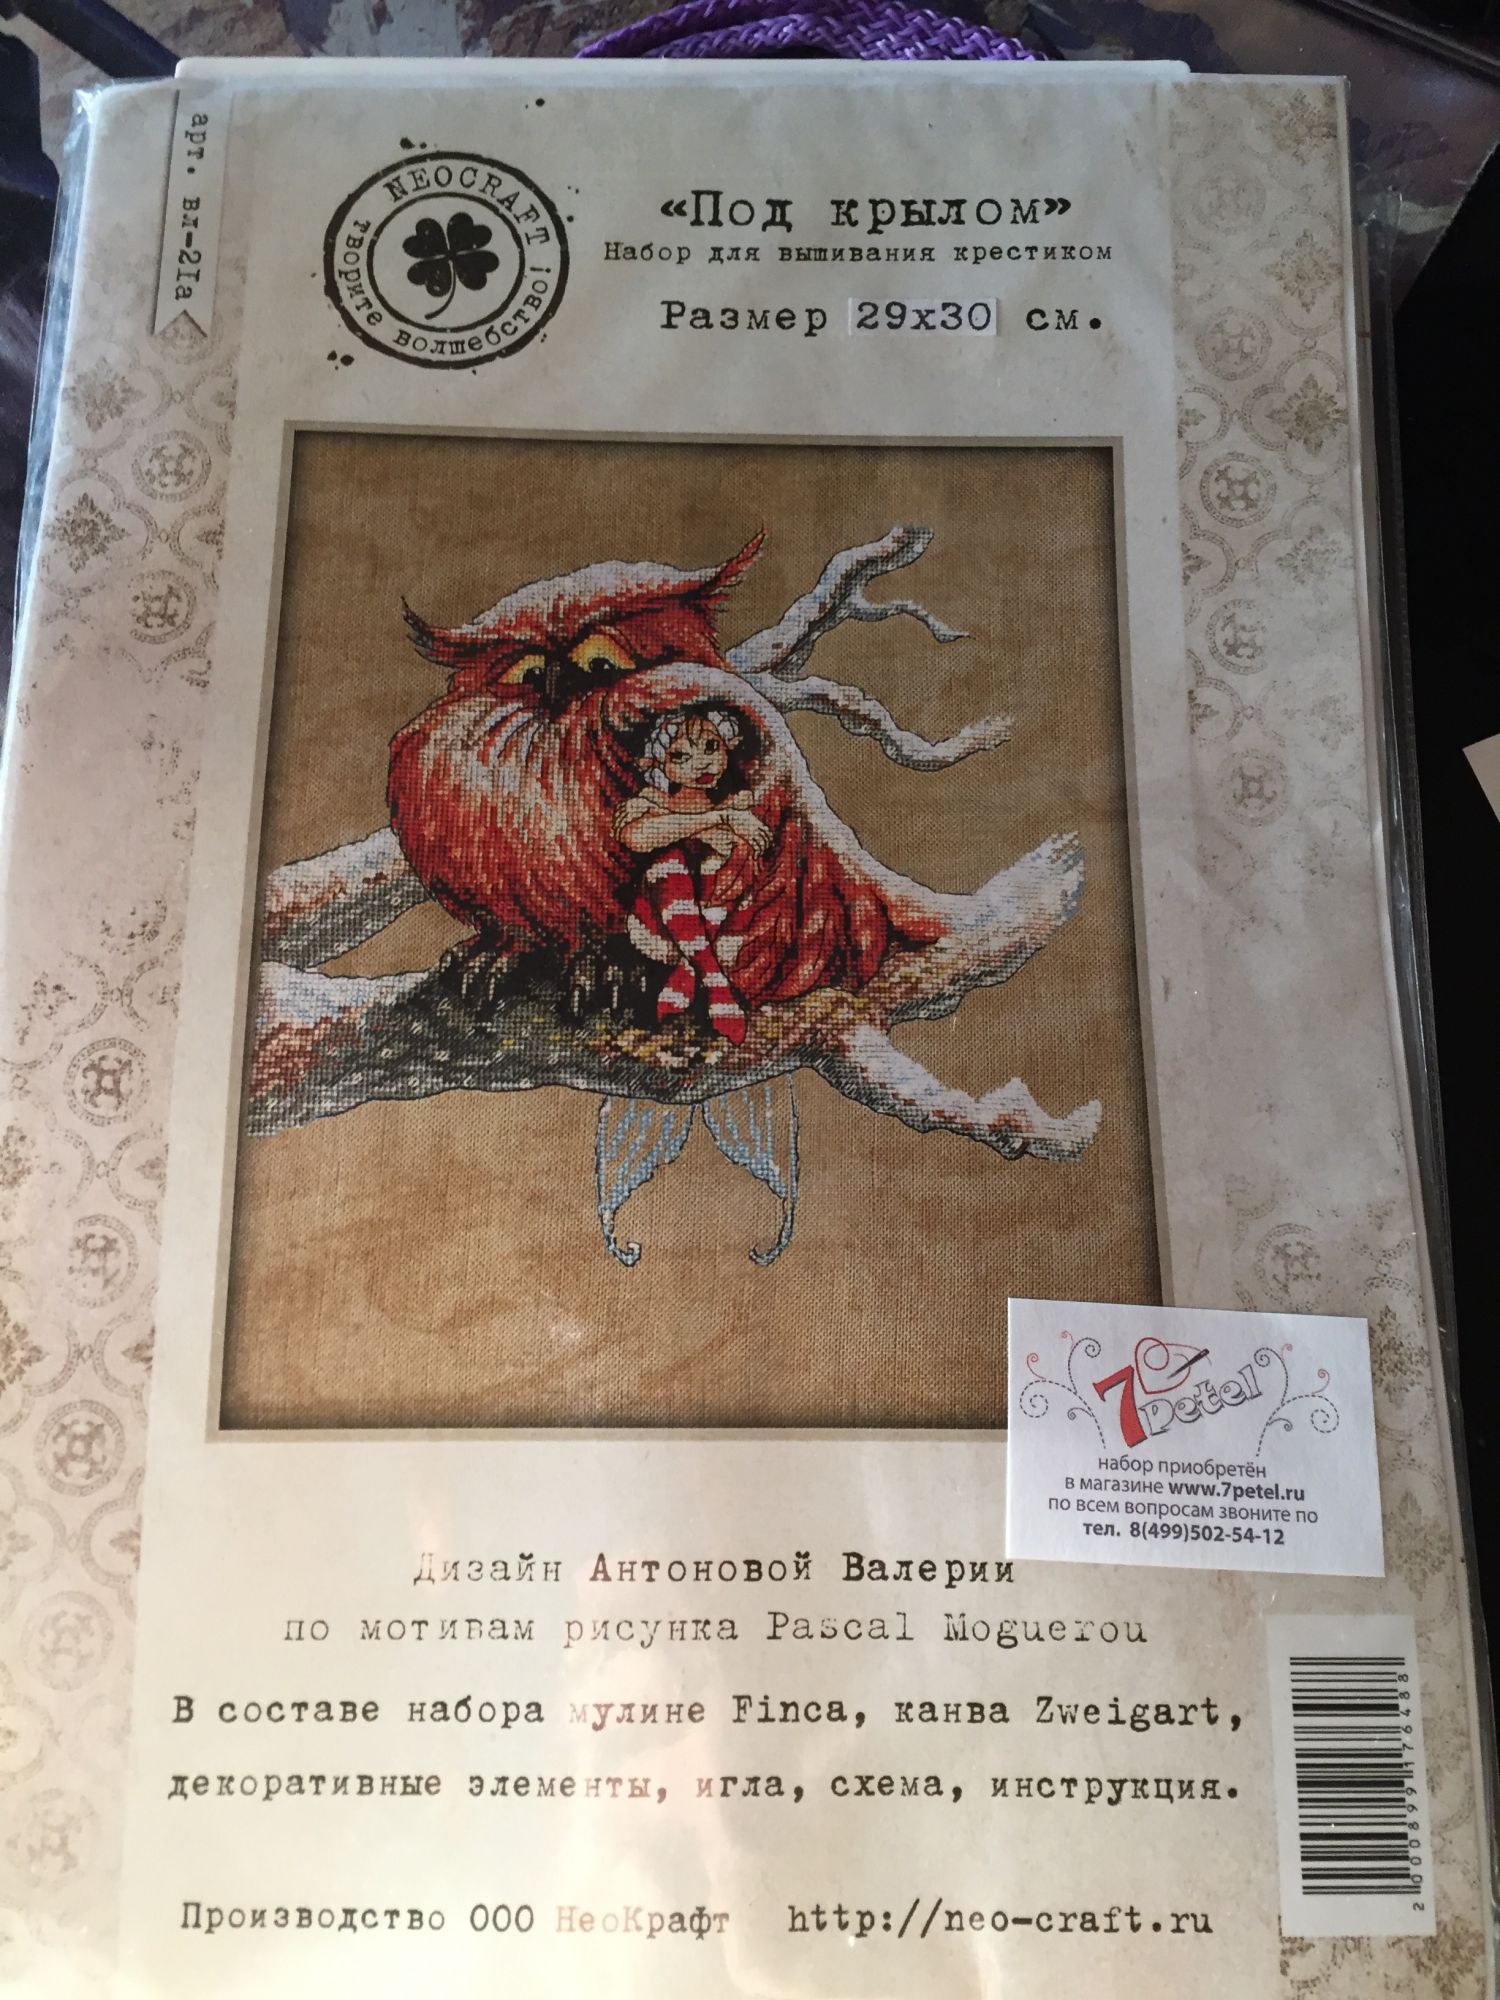 арт. вл-21а
NEOCRAFT
творите волшебство!
«Под крылом»
Набор для вышивания крестиком
Размер 29х30 см.
7 Petel
набор приобретён
в магазине www.7petel.ru
по всем вопросам звоните по
тел. 8(499)502-54-12
Дизайн Антоновой Валерии
по мотивам рисунка Pascal Moguerou
В составе набора мулине Finca, канва Zweigart,
декоративные элементы, игла, схема, инструкция.
Производство ООО НеоКрафт http://neo-craft.ru
2000899176488